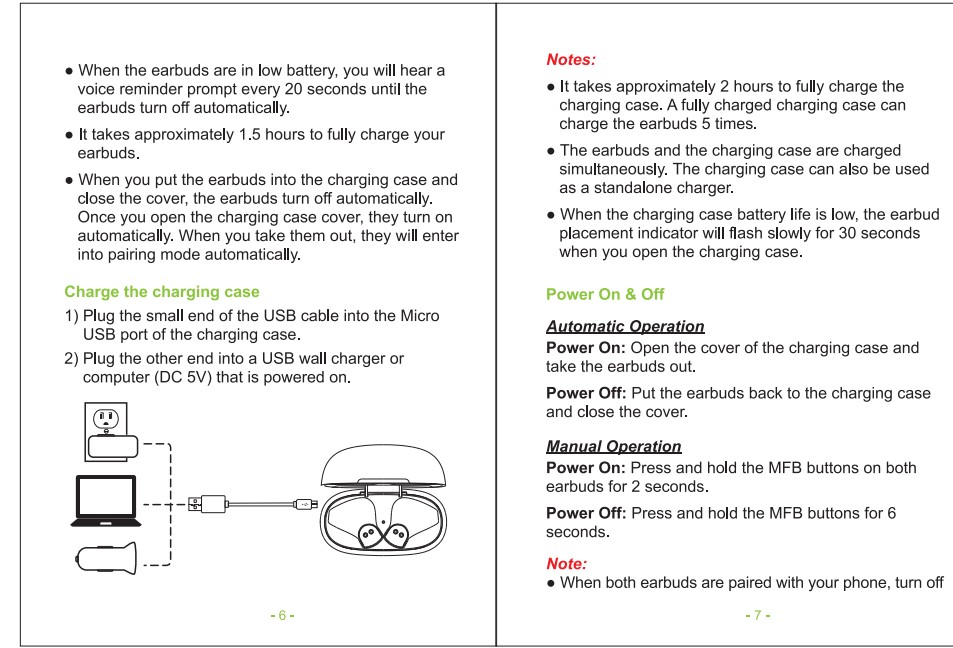 ● When the earbuds are in low battery, you will hear a
voice reminder prompt every 20 seconds until the
earbuds turn off automatically.
● It takes approximately 1.5 hours to fully charge your
earbuds.
● When you put the earbuds into the charging case and
close the cover, the earbuds turn off automatically.
Once you open the charging case cover, they turn on
automatically. When you take them out, they will enter
into pairing mode automatically.
Charge the charging case
1) Plug the small end of the USB cable into the Micro
USB port of the charging case.
2) Plug the other end into a USB wall charger or
computer (DC 5V) that is powered on.
- 6 -
Notes:
● It takes approximately 2 hours to fully charge the
charging case. A fully charged charging case can
charge the earbuds 5 times.
● The earbuds and the charging case are charged
simultaneously. The charging case can also be used
as a standalone charger.
● When the charging case battery life is low, the earbud
placement indicator will flash slowly for 30 seconds
when you open the charging case.
Power On & Off
Automatic Operation
Power On: Open the cover of the charging case and
take the earbuds out.
Power Off: Put the earbuds back to the charging case
and close the cover.
Manual Operation
Power On: Press and hold the MFB buttons on both
earbuds for 2 seconds.
Power Off: Press and hold the MFB buttons for 6
seconds.
Note:
● When both earbuds are paired with your phone, turn off
- 7 -